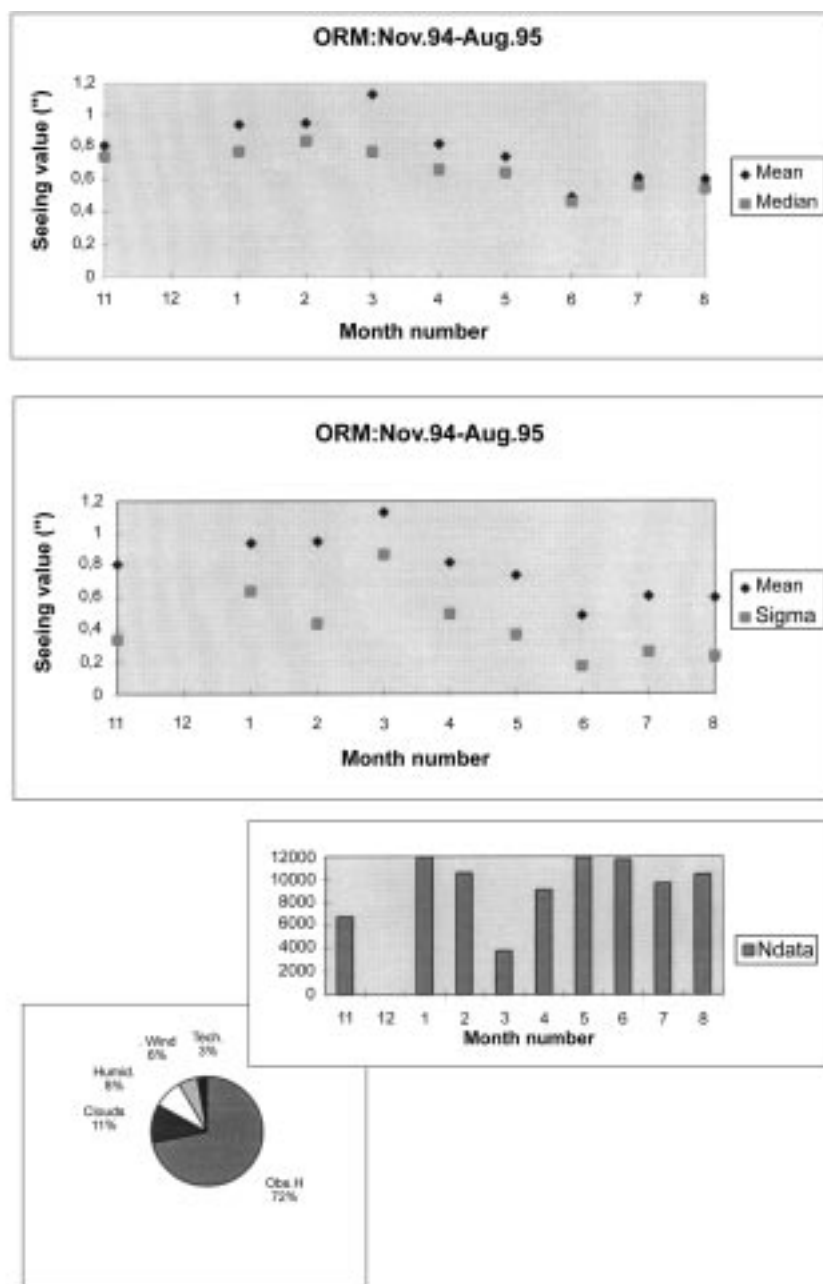 ORM:Nov.94-Aug.95
1,2
1
0,8
0,6
0,4
0,2
0
Seeing value (")
11 12 1 2 3 4 5 6 7 8
Month number
Mean
Median
ORM:Nov.94-Aug.95
1,2
1
0,8
0,6
0,4
0,2
0
Seeing value (")
11 12 1 2 3 4 5 6 7 8
Month number
Mean
Sigma
12000
10000
8000
6000
4000
2000
0
11 12 1 2 3 4 5 6 7 8
Month number
Ndata
Wind
6%
Tech.
3%
Humid.
8%
Clouds
11%
Obs.H
72%